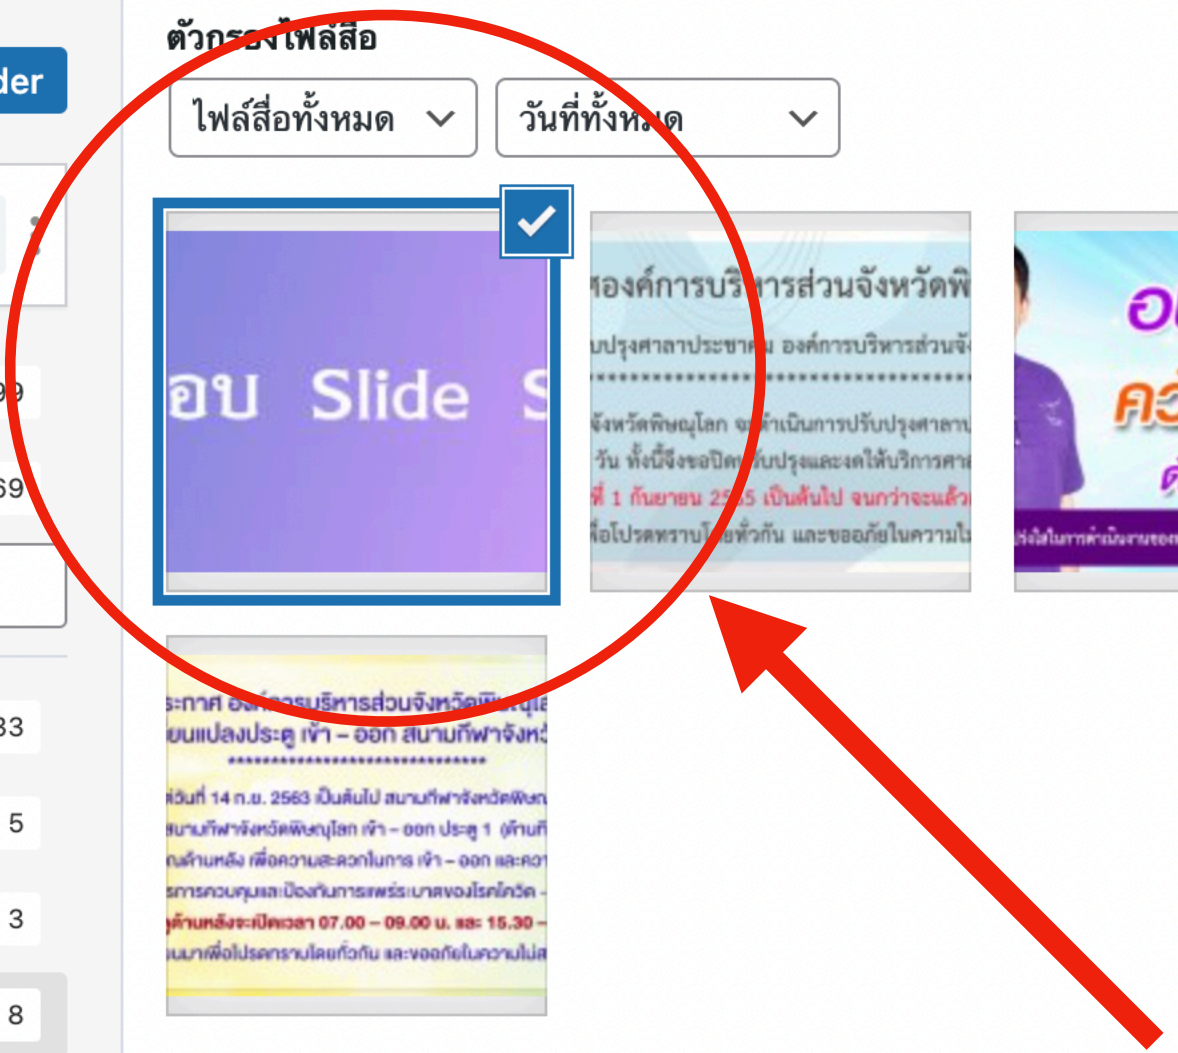 ตัวกรองไฟล์สื่อ
der
ไฟล์สื่อทั้งหมด
วันที่ทั้งหมด
99
69
อบ Slide S
ศองค์การบริหารส่วนจังหวัดพิ
บปรุงศาลาประชาคม องค์การบริหารส่วนจัง
จังหวัดพิษณุโลก จะดำเนินการปรับปรุงศาลาป
วัน ทั้งนี้จึงขอปิดปรับปรุงและงดให้บริการศาล
ที่ 1 กันยายน 2565 เป็นต้นไป จนกว่าจะแล้ว
เพื่อโปรดทราบโดยทั่วกัน และขออภัยในความไม่
อ
คว
ต้
33
5
3
8
ระกาศ องค์การบริหารส่วนจังหวัดพิษณุโล
ยนแปลงประตู เข้า – ออก สนามกีฬาจังหวั
******************************
ต่วันที่ 14 ก.ย. 2563 เป็นต้นไป สนามกีฬาจังหวัดพิษณ
สนามกีฬาจังหวัดพิษณุโลก เข้า – ออก ประตู 1 (ด้านที
ณด้านหลัง เพื่อความสะดวกในการ เข้า – ออก และควา
รการควบคุมและป้องกันการแพร่ระบาดของโรคโควิด -
ูด้านหลังจะเปิดเวลา 07.00 – 09.00 น. และ 15.30 –
นมาเพื่อโปรดทราบโดยทั่วกัน และขออภัยในความไม่ส